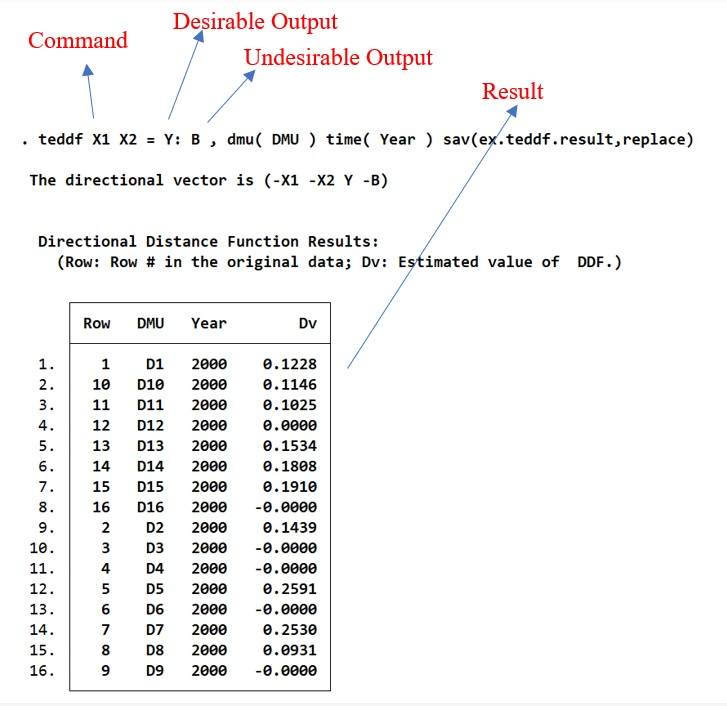 Desirable Output
Command
Undesirable Output
Result
. teddf X1 X2 = Y: B , dmu( DMU ) time( Year ) sav(ex.teddf.result,replace)
The directional vector is (-X1 -X2 Y -B)
Directional Distance Function Results:
(Row: Row # in the original data; Dv: Estimated value of DDF.)
Row DMU Year Dv
1. 1 D1 2000 0.1228
2. 10 D10 2000 0.1146
3. 11 D11 2000 0.1025
4. 12 D12 2000 0.0000
5. 13 D13 2000 0.1534
6. 14 D14 2000 0.1808
7. 15 D15 2000 0.1910
8. 16 D16 2000 -0.0000
9. 2 D2 2000 0.1439
10. 3 D3 2000 -0.0000
11. 4 D4 2000 -0.0000
12. 5 D5 2000 0.2591
13. 6 D6 2000 -0.0000
14. 7 D7 2000 0.2530
15. 8 D8 2000 0.0931
16. 9 D9 2000 -0.0000